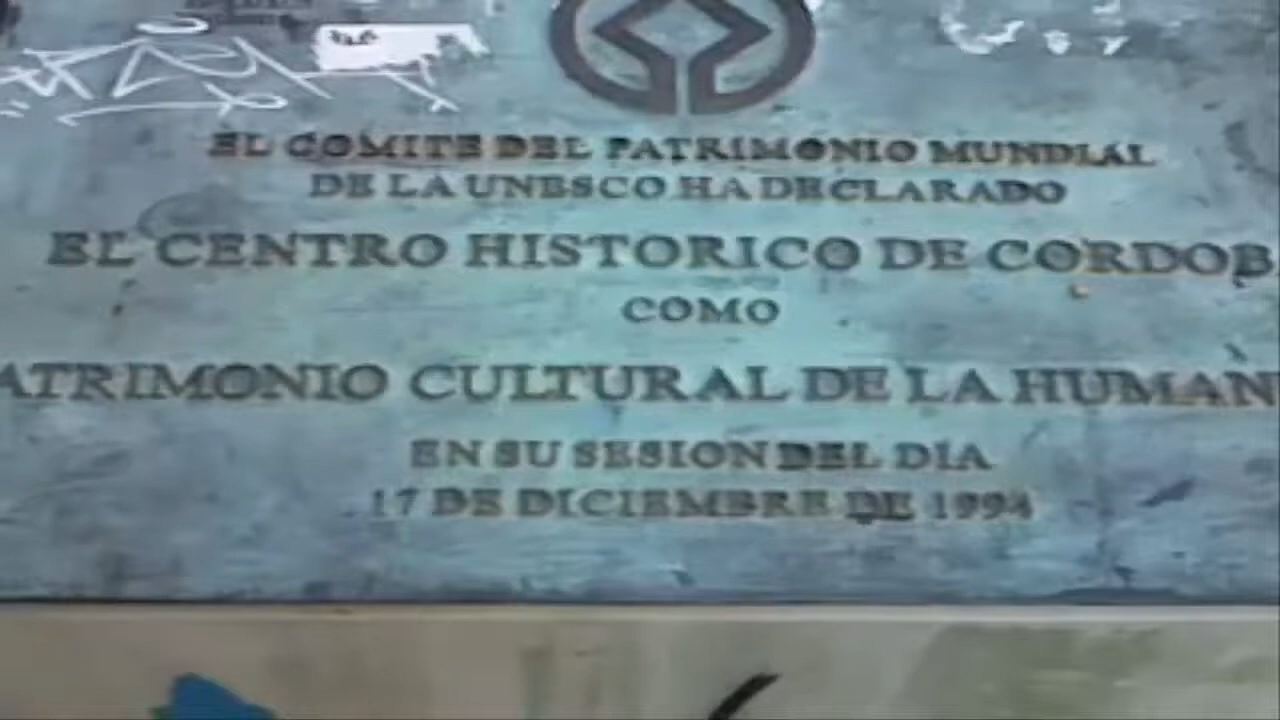 EL COMITE DEL PATRIMONIO MUNDIAL
DE LA UNESCO HA DECLARADO
EL CENTRO HISTORICO DE CORDOB
COMO
ATRIMONIO CULTURAL DE LA HUMAN
EN SU SESION DEL DIA
17 DE DICIEMBRE DE 1994